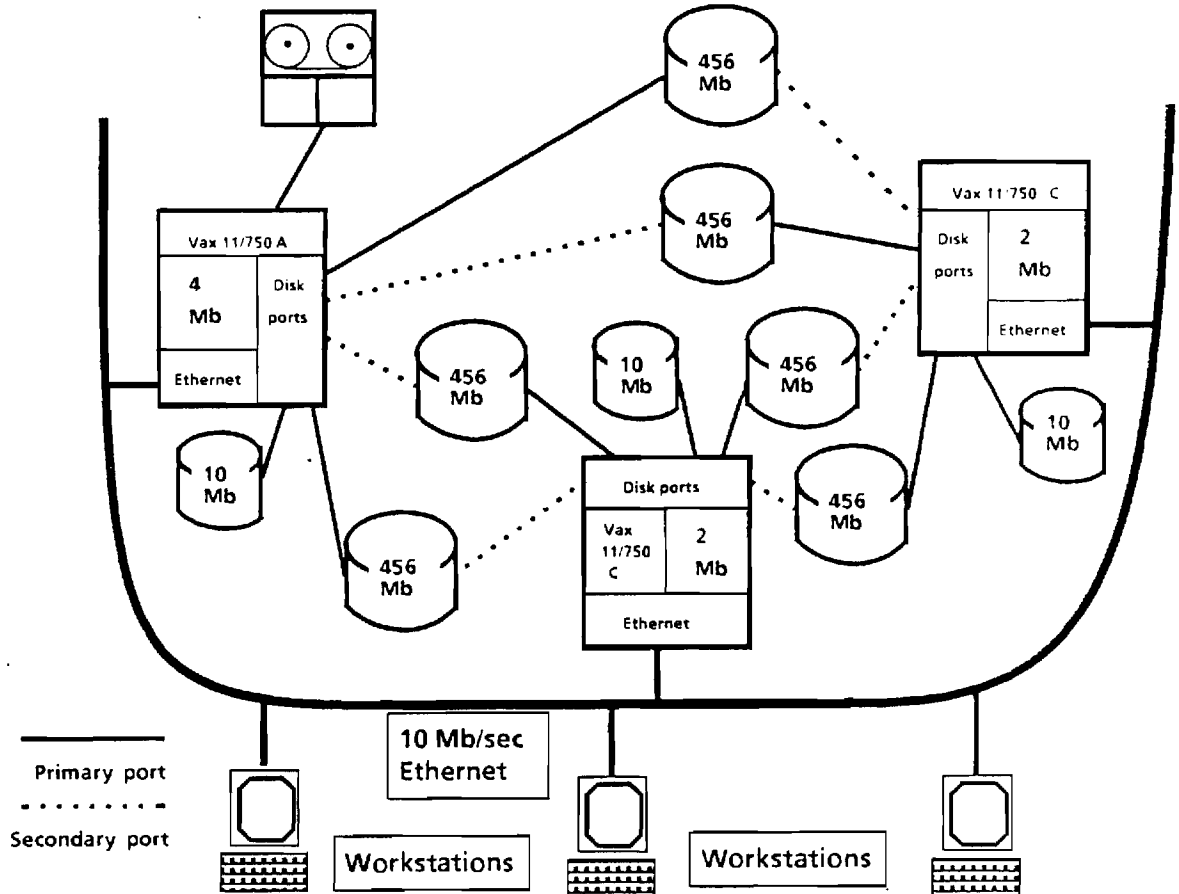 456
Mb
456
Mb
Vax 11/750 C
Disk
ports
2
Mb
Ethernet
Vax 11/750 A
4
Mb
Disk
ports
Ethernet
456
Mb
10
Mb
456
Mb
10
Mb
10
Mb
456
Mb
456
Mb
Disk ports
Vax
11/750
C
2
Mb
Ethernet
10 Mb/sec
Ethernet
Primary port
Secondary port
Workstations
Workstations